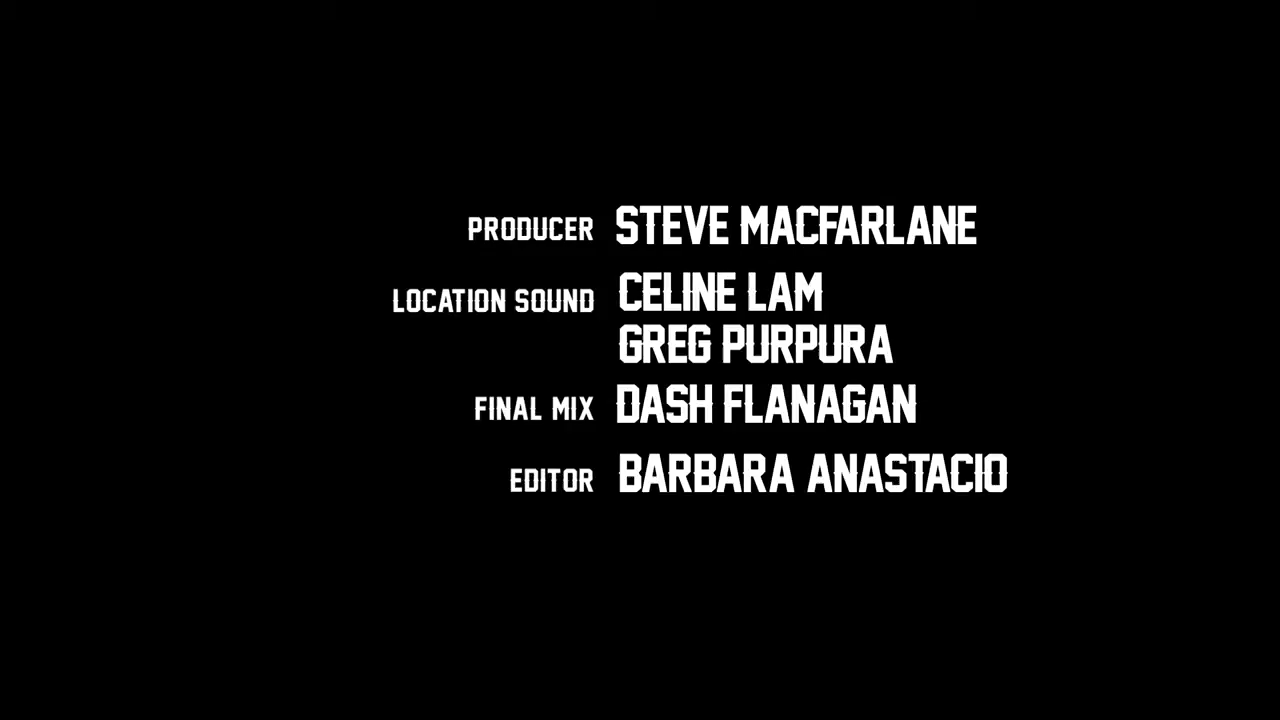 PRODUCER STEVE MACFARLANE
LOCATION SOUND CELINE LAM
GREG PURPURA
FINAL MIX DASH FLANAGAN
EDITOR BARBARA ANASTACIO